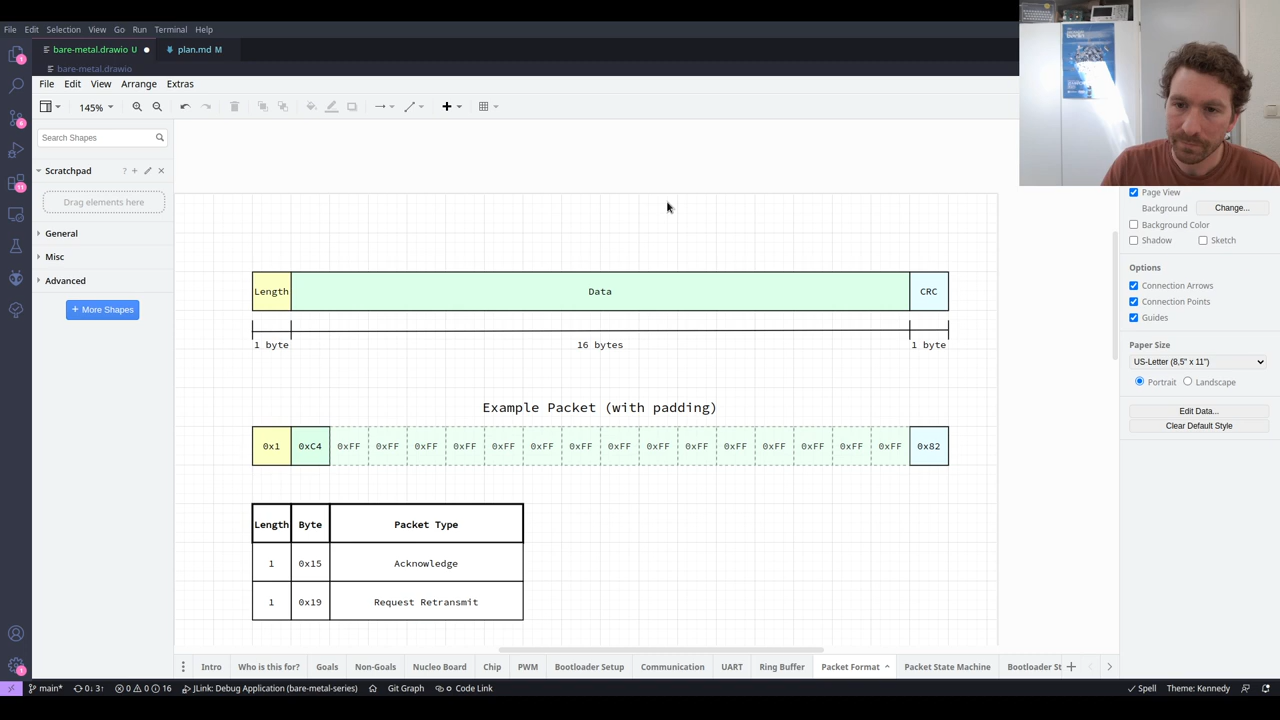 File Edit Selection View Go Run Terminal Help
bare-metal.drawio U plan.md M
bare-metal.drawio
File Edit View Arrange Extras
145%
Search Shapes
Scratchpad ?
Drag elements here
General
Misc
Advanced
+ More Shapes
Length Data CRC
1 byte 16 bytes 1 byte
Example Packet (with padding)
0x1 0xC4 0xFF 0xFF 0xFF 0xFF 0xFF 0xFF 0xFF 0xFF 0xFF 0xFF 0xFF 0xFF 0xFF 0xFF 0xFF 0x82
Length Byte Packet Type
1 0x15 Acknowledge
1 0x19 Request Retransmit
Page View
Background Change...
Background Color
Shadow Sketch
Options
Connection Arrows
Connection Points
Guides
Paper Size
US-Letter (8,5" x 11")
Portrait Landscape
Edit Data...
Clear Default Style
Intro Who is this for? Goals Non-Goals Nucleo Board Chip PWM Bootloader Setup Communication UART Ring Buffer Packet Format Packet State Machine Bootloader St
main* 0↓ 3↑ 0 0 16 JLink: Debug Application (bare-metal-series) Git Graph 0 Code Link Spell Theme: Kennedy